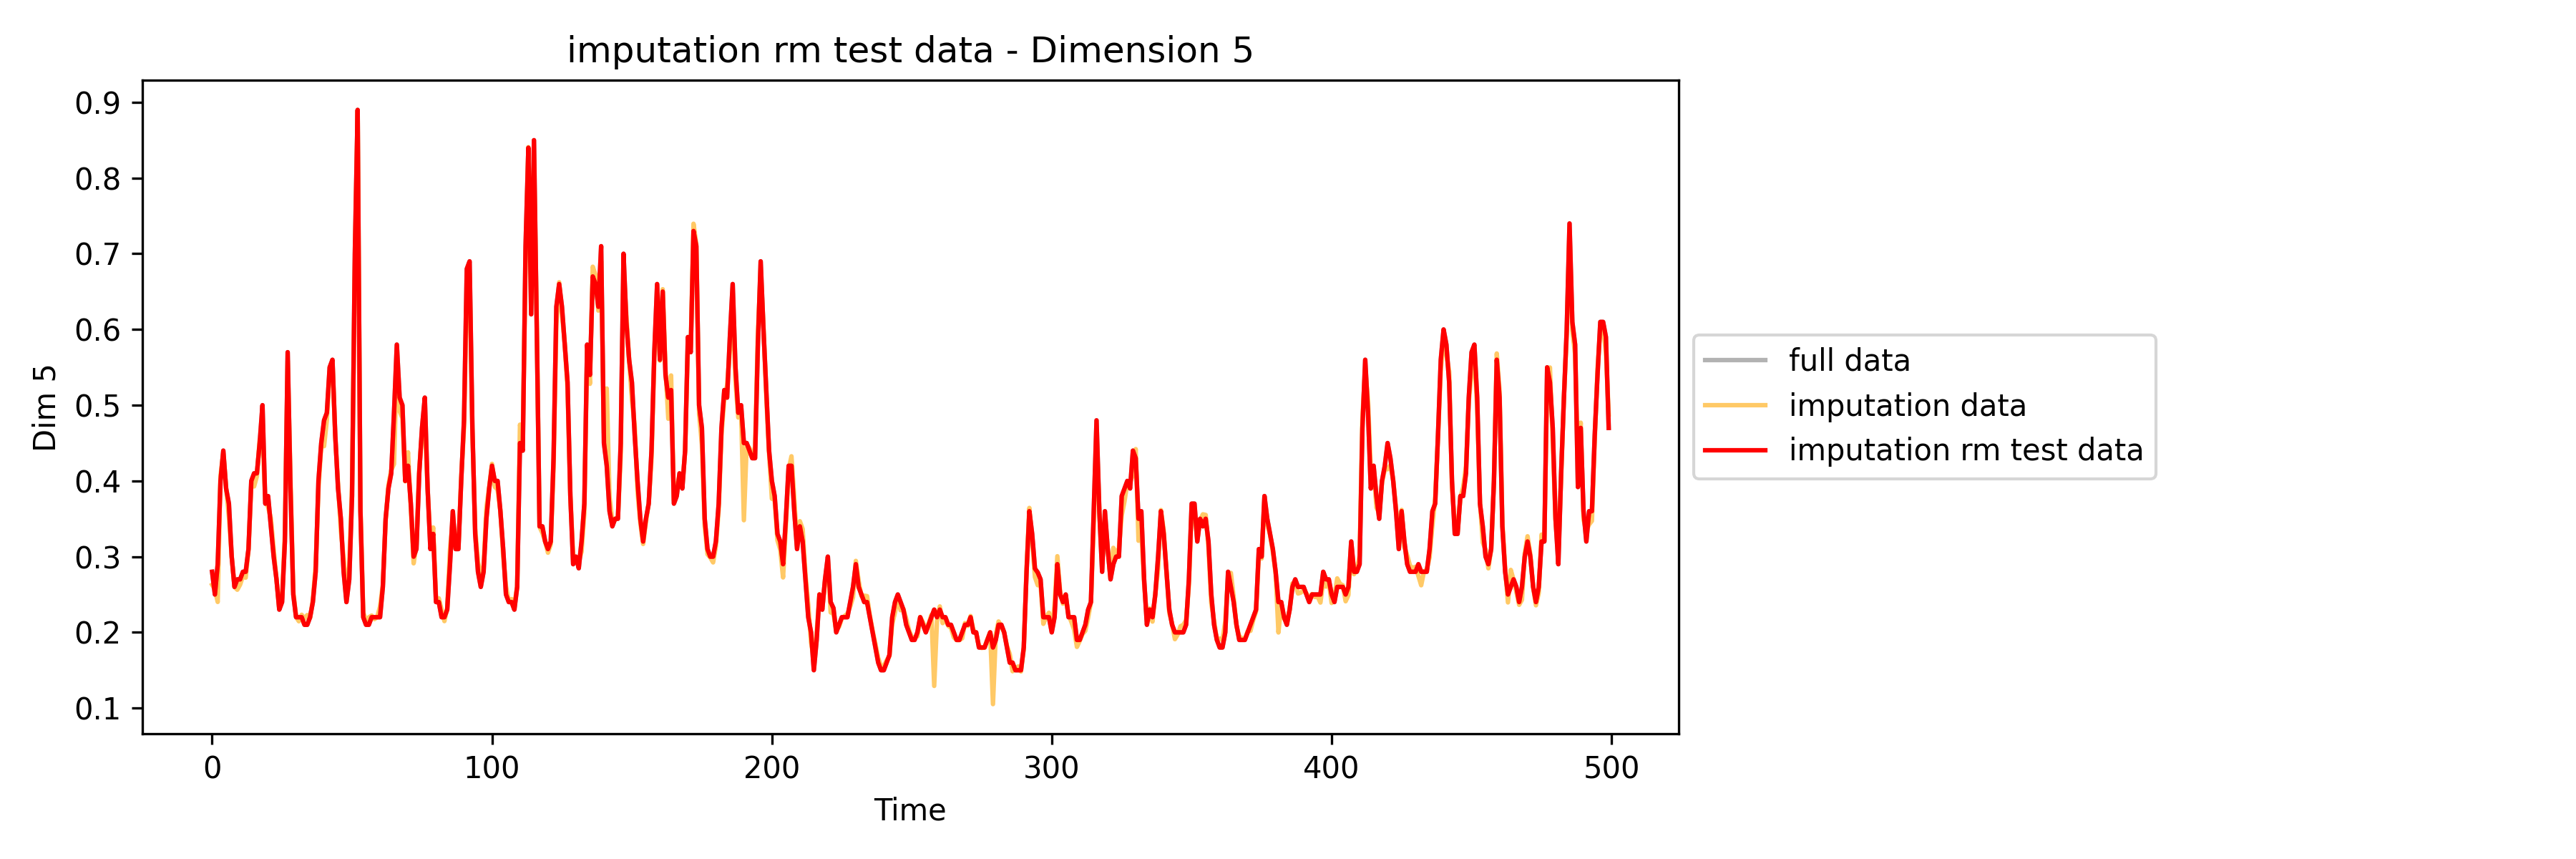 imputation rm test data - Dimension 5
0.9
0.8
0.7
0.6
0.5
0.4
0.3
0.2
0.1
Dim 5
0 100 200 300 400 500
Time
full data
imputation data
imputation rm test data